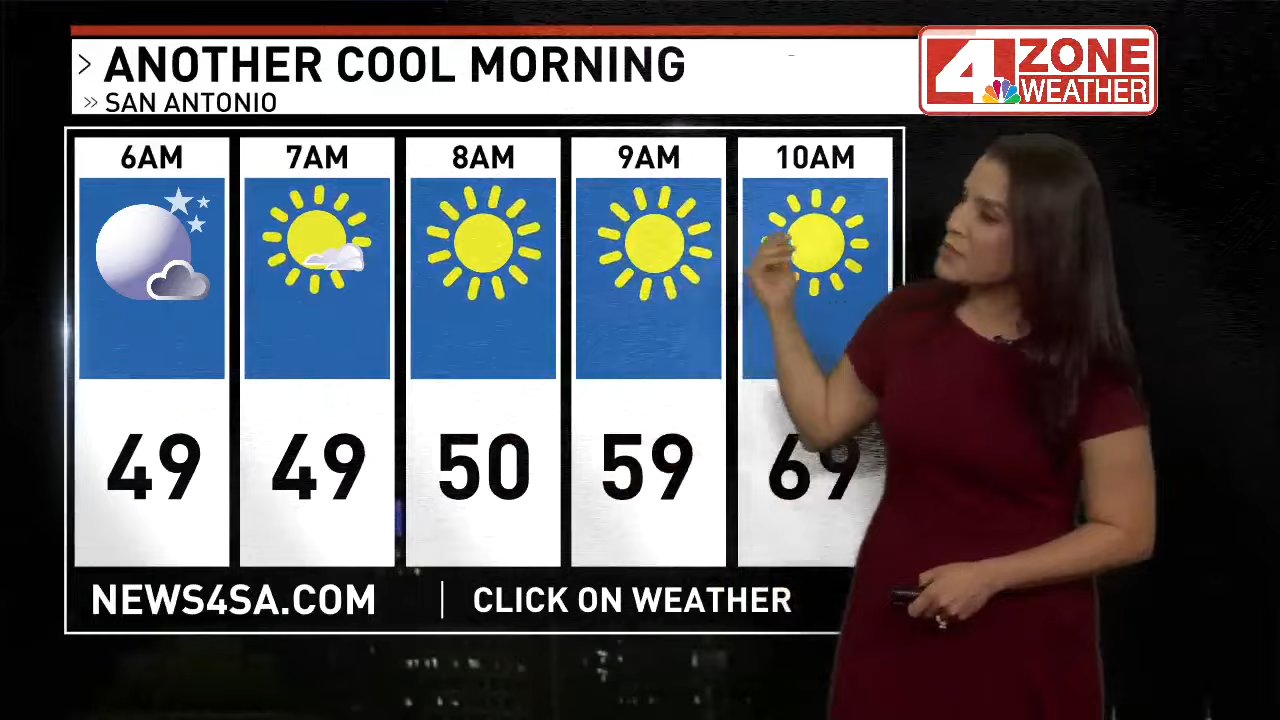 > ANOTHER COOL MORNING
>> SAN ANTONIO
4 ZONE WEATHER
6AM 7AM 8AM 9AM 10AM
49 49 50 59 69
NEWS4SA.COM | CLICK ON WEATHER